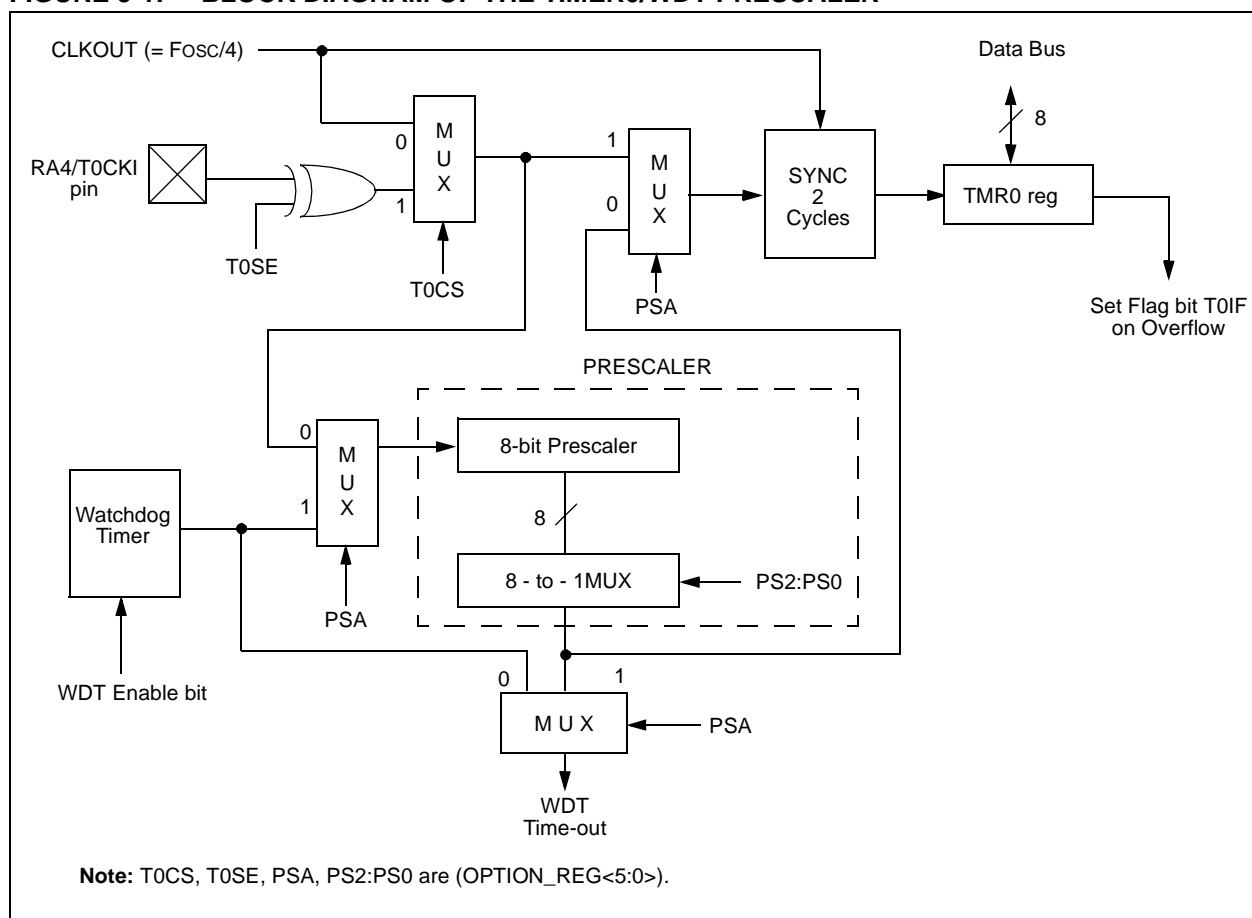 CLKOUT (= FOSC/4)
Data Bus
8
M
U
X
0
1
RA4/T0CKI
pin
T0SE
T0CS
1
0
M
U
X
PSA
SYNC
2
Cycles
TMR0 reg
Set Flag bit T0IF
on Overflow
PRESCALER
0
1
M
U
X
PSA
8-bit Prescaler
8
8 - to - 1MUX
PS2:PS0
Watchdog
Timer
WDT Enable bit
0
1
M U X
PSA
WDT
Time-out
Note: T0CS, T0SE, PSA, PS2:PS0 are (OPTION_REG<5:0>).